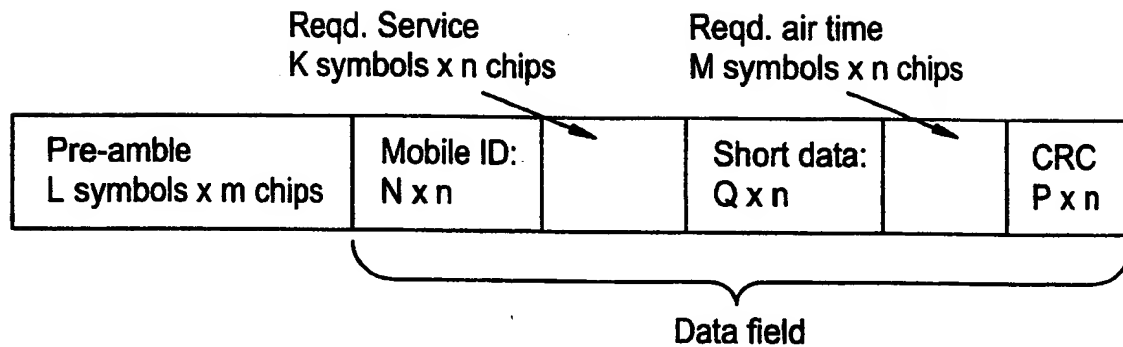 Reqd. Service
K symbols x n chips
Reqd. air time
M symbols x n chips
Pre-amble
L symbols x m chips
Mobile ID:
N x n
Short data:
Q x n
CRC
P x n
Data field